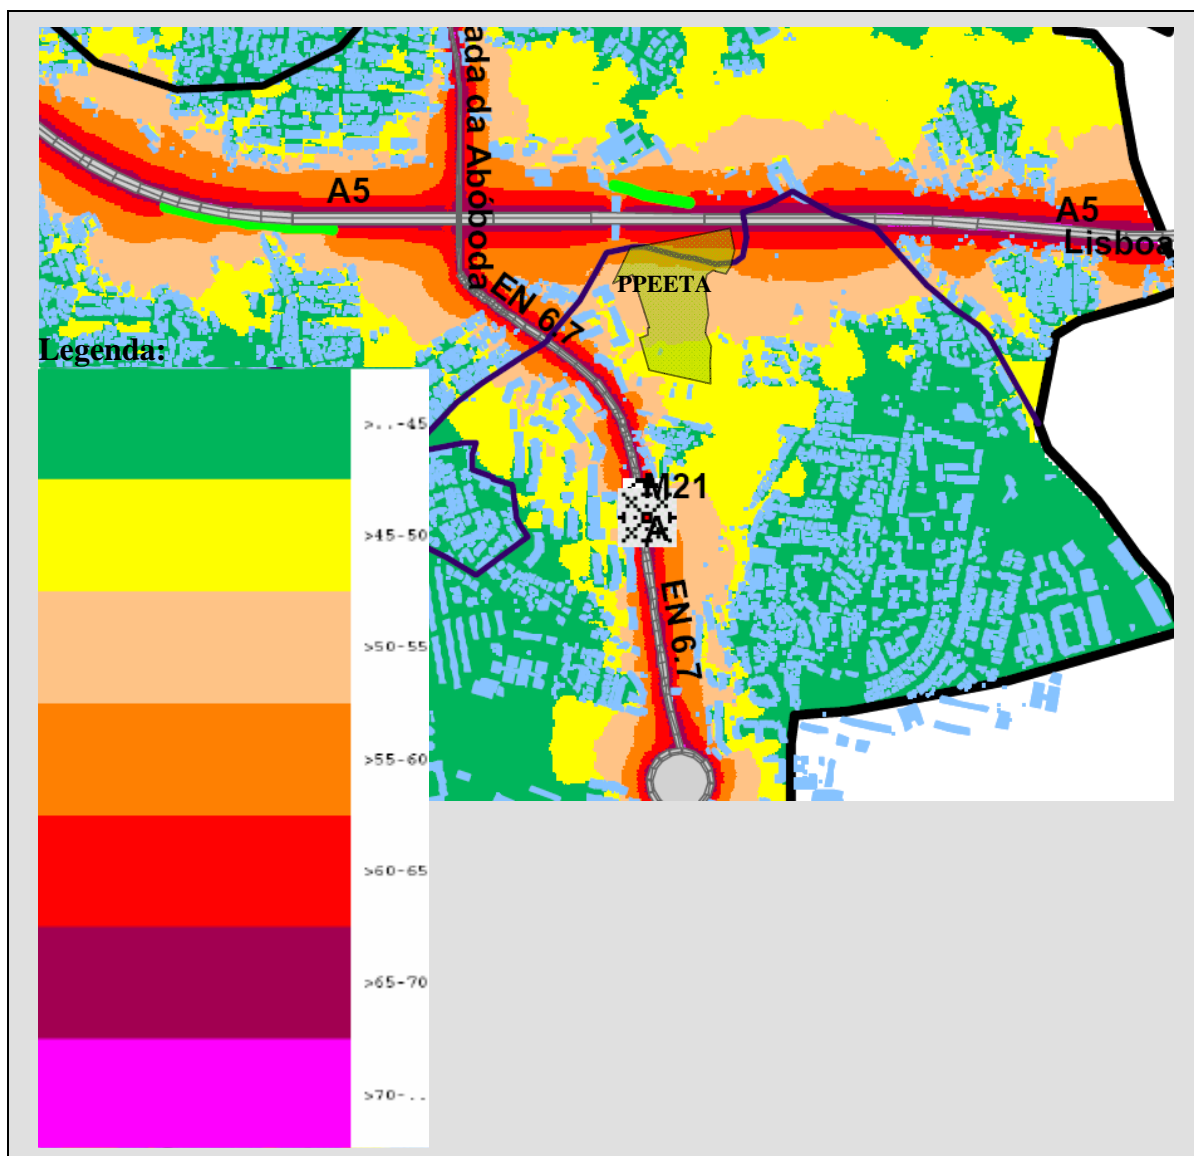 ada da Abóboda
A5
A5
Lisboa
EN 6.7
PPEETA
Legenda:
>..-45
>45-50
>50-55
>55-60
>60-65
>65-70
>70-..
M21
A
EN 6.7